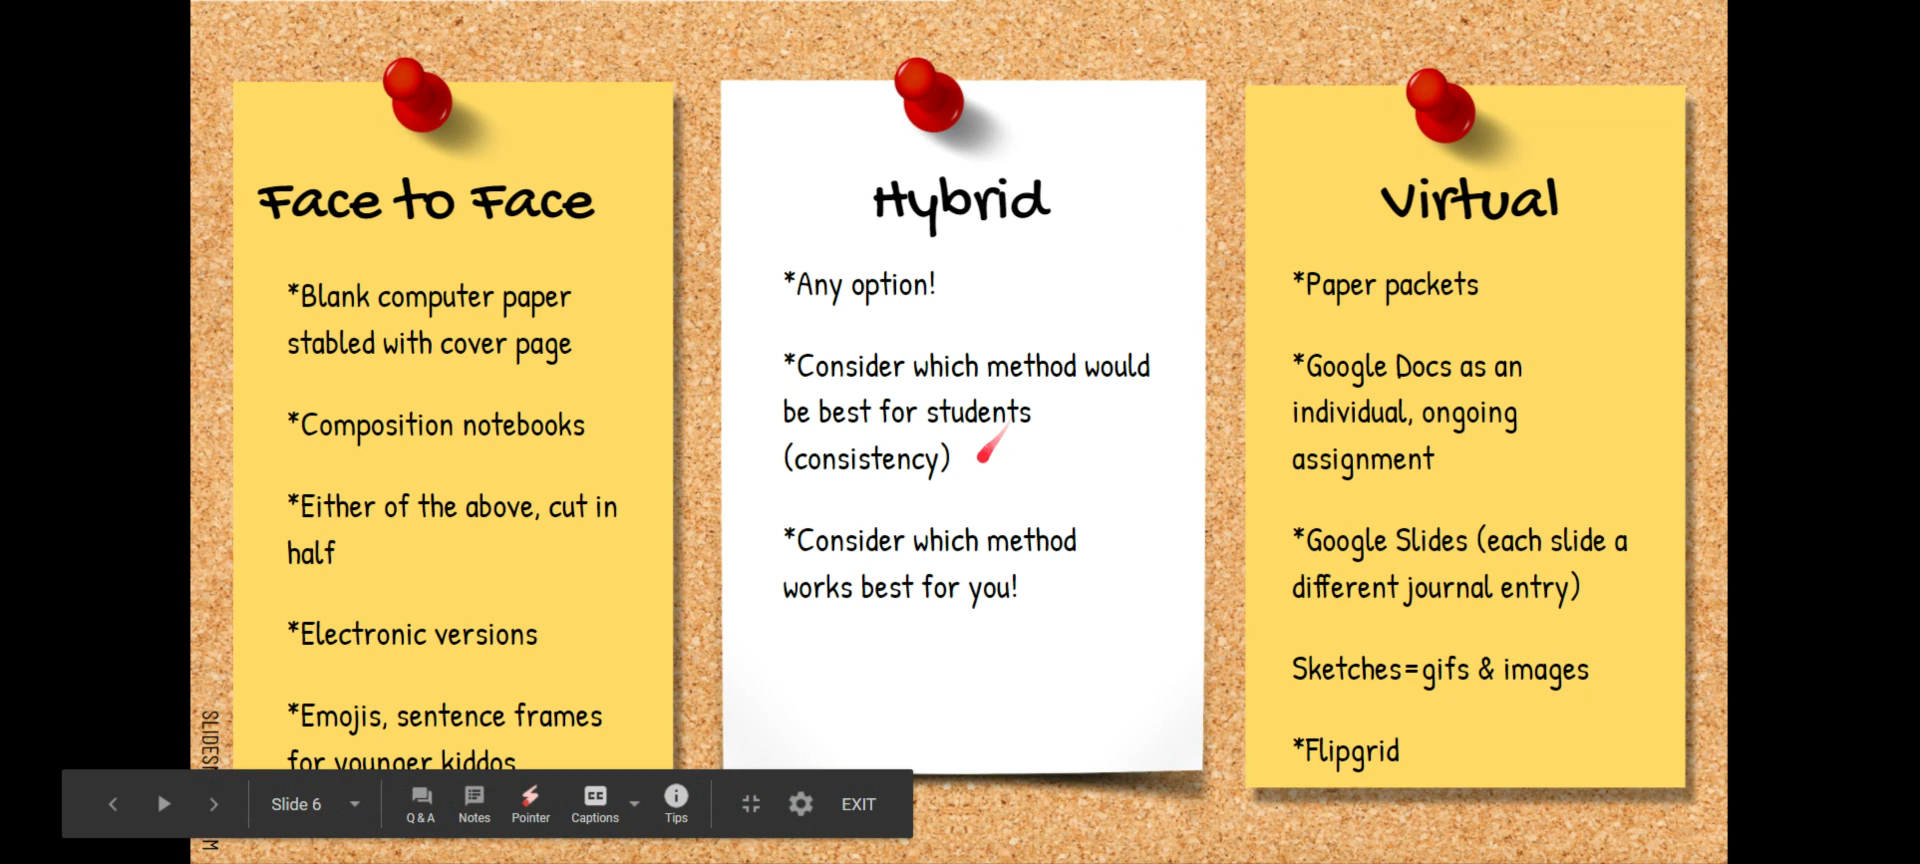 Face to Face
*Blank computer paper
stabled with cover page
*Composition notebooks
*Either of the above, cut in
half
*Electronic versions
*Emojis, sentence frames
for younger kiddos
Hybrid
*Any option!
*Consider which method would
be best for students
(consistency)
*Consider which method
works best for you!
Virtual
*Paper packets
*Google Docs as an
individual, ongoing
assignment
*Google Slides (each slide a
different journal entry)
Sketches=gifs & images
*Flipgrid
Slide 6
Q & A
Notes
Pointer
Captions
Tips
EXIT